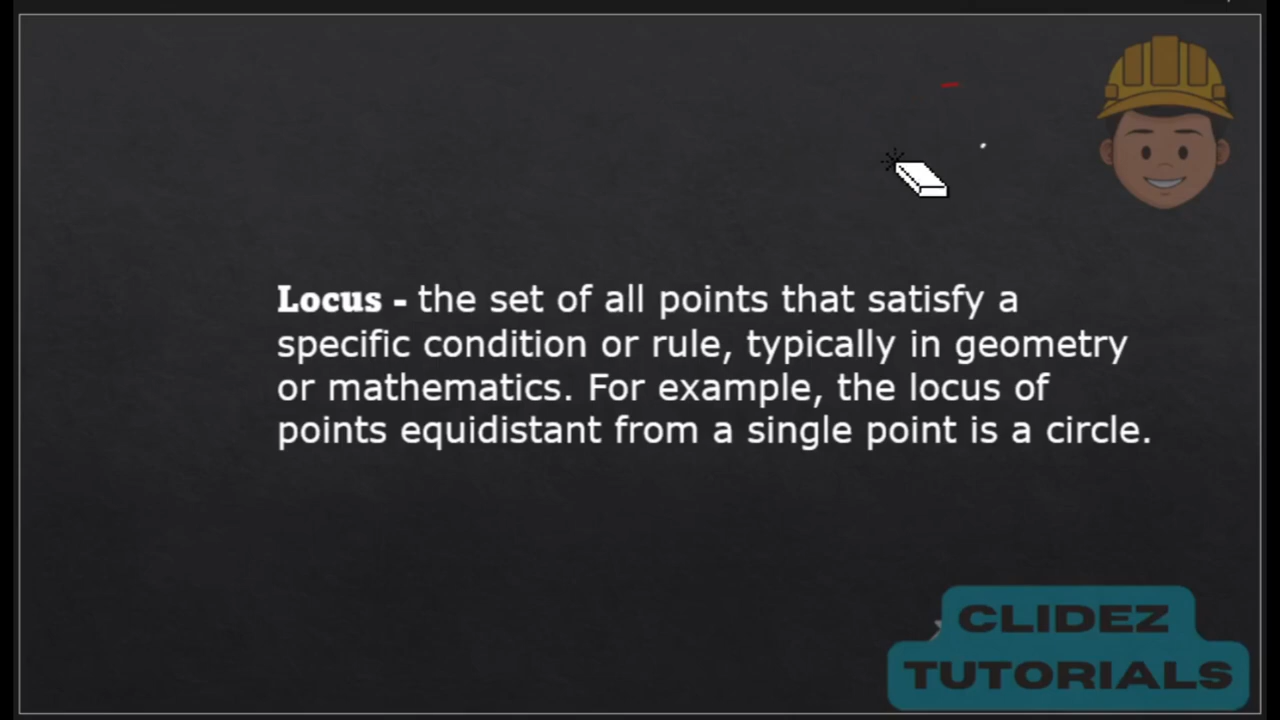 Locus - the set of all points that satisfy a
specific condition or rule, typically in geometry
or mathematics. For example, the locus of
points equidistant from a single point is a circle.
CLIDEZ
TUTORIALS